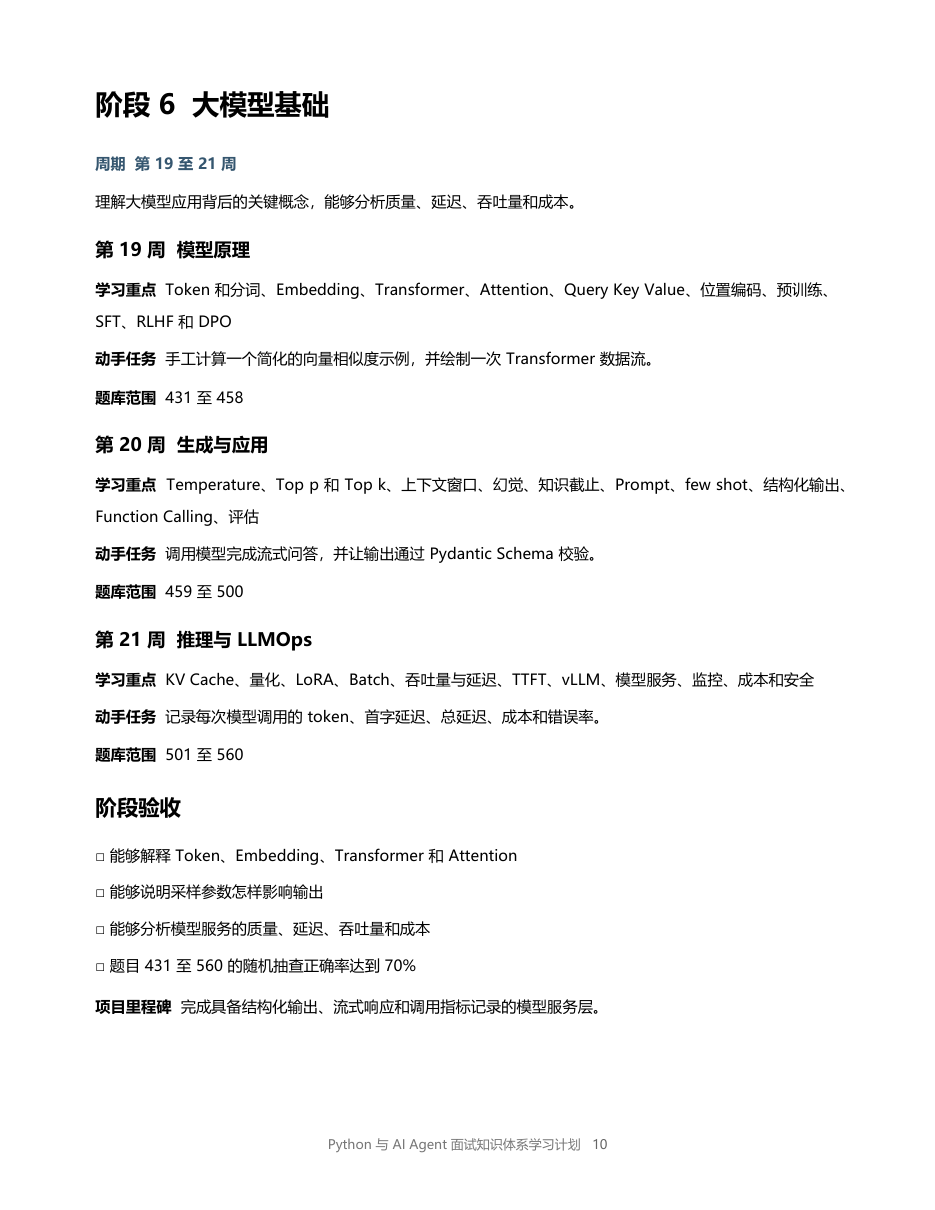 阶段 6 大模型基础
周期 第 19 至 21 周
理解大模型应用背后的关键概念，能够分析质量、延迟、吞吐量和成本。
第 19 周 模型原理
学习重点 Token 和分词、Embedding、Transformer、Attention、Query Key Value、位置编码、预训练、
SFT、RLHF 和 DPO
动手任务 手工计算一个简化的向量相似度示例，并绘制一次 Transformer 数据流。
题库范围 431 至 458
第 20 周 生成与应用
学习重点 Temperature、Top p 和 Top k、上下文窗口、幻觉、知识截止、Prompt、few shot、结构化输出、
Function Calling、评估
动手任务 调用模型完成流式问答，并让输出通过 Pydantic Schema 校验。
题库范围 459 至 500
第 21 周 推理与 LLMOps
学习重点 KV Cache、量化、LoRA、Batch、吞吐量与延迟、TTFT、vLLM、模型服务、监控、成本和安全
动手任务 记录每次模型调用的 token、首字延迟、总延迟、成本和错误率。
题库范围 501 至 560
阶段验收
□ 能够解释 Token、Embedding、Transformer 和 Attention
□ 能够说明采样参数怎样影响输出
□ 能够分析模型服务的质量、延迟、吞吐量和成本
□ 题目 431 至 560 的随机抽查正确率达到 70%
项目里程碑 完成具备结构化输出、流式响应和调用指标记录的模型服务层。
Python 与 AI Agent 面试知识体系学习计划 10